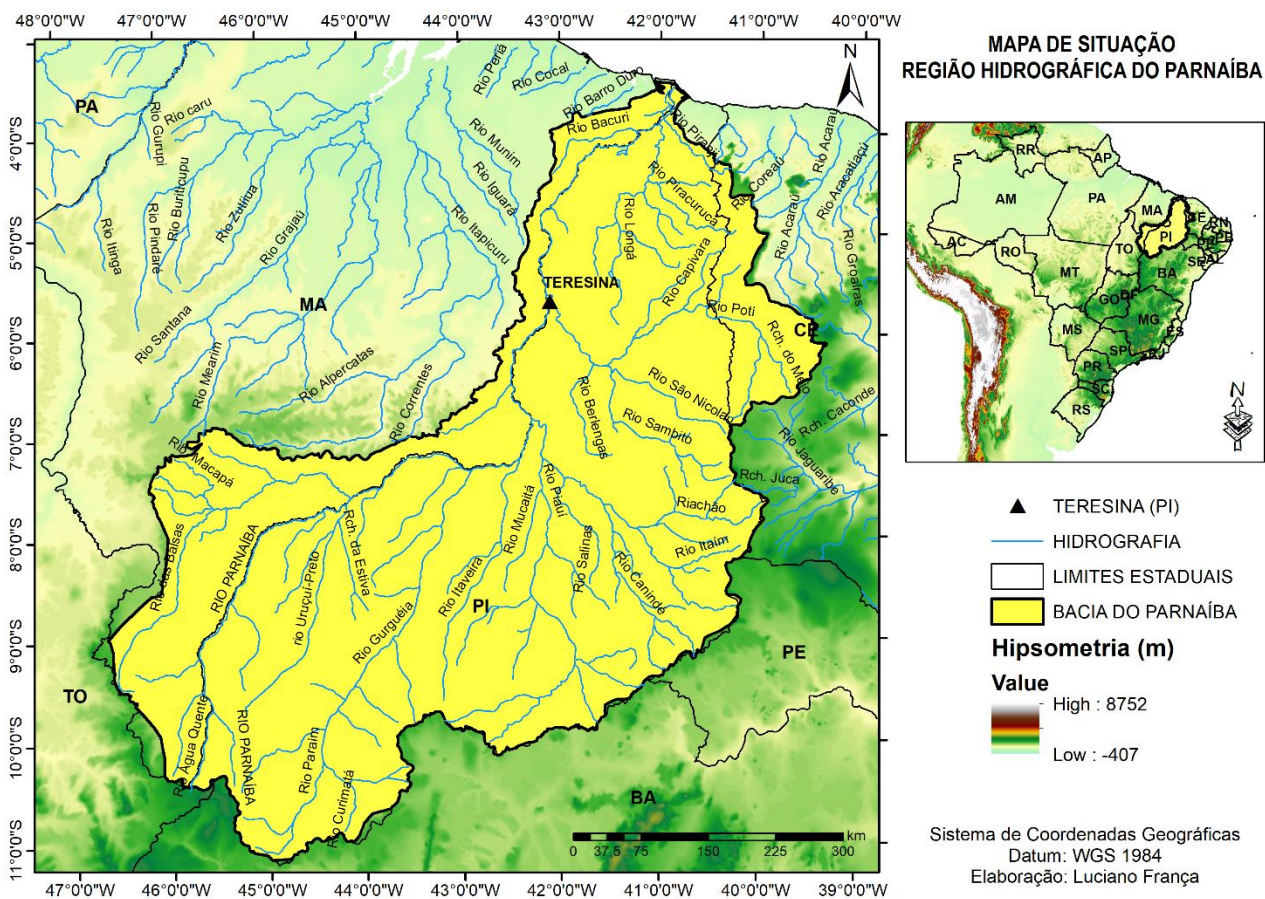 48°0'0"W 47°0'0"W 46°0'0"W 45°0'0"W 44°0'0"W 43°0'0"W 42°0'0"W 41°0'0"W 40°0'0"W
4°0'0"S
5°0'0"S
6°0'0"S
7°0'0"S
8°0'0"S
9°0'0"S
10°0'0"S
11°0'0"S
N
PA
Rio Gurupi
Rio caru
Rio Itinga
Rio Pindaré
Rio Buriticupu
Rio Zutiua
Rio Grajaú
Rio Santana
MA
Rio Mearim
Rio Alpercatas
Rio Correntes
Rio Itapicuru
Rio Iguará
Rio Munim
Rio Periá
Rio Cocal
Rio Barro Duro
Rio Bacuri
Rio Piracuruca
Rio Longá
Rio Capivara
Rio Coreaú
Rio Acaraú
Rio Acaraú
Rio Aracatiaçú
Rio Groaíras
TERESINA
Rio Poti
CE
Rch. do Meio
Rio São Nicolau
Rio Berlengas
Rio Sambito
Rch. Caconde
Rio Jaguaribe
Rch. Juca
Rio Macapá
Rio das Balsas
RIO PARNAÍBA
rio Uruçuí-Preto
Rch. da Estiva
Rio Gurguéia
Rio Itaveira
Rio Mucaitá
Rio Piauí
Rio Salinas
Riachão
Rio Itaim
Rio Canindé
PI
PE
TO
Água Quente
RIO PARNAÍBA
Rio Paraim
Rio Curimatá
BA
0 37,5 75 150 225 300
km
47°0'0"W 46°0'0"W 45°0'0"W 44°0'0"W 43°0'0"W 42°0'0"W 41°0'0"W 40°0'0"W 39°0'0"W
MAPA DE SITUAÇÃO
REGIÃO HIDROGRÁFICA DO PARNAÍBA
RR
AP
AM
PA
MA
RN
PB
PI
AC
RO
TO
MT
BA
GO
MG
MS
ES
SP
PR
SC
RS
N
TERESINA (PI)
HIDROGRAFIA
LIMITES ESTADUAIS
BACIA DO PARNAÍBA
Hipsometria (m)
Value
High : 8752
Low : -407
Sistema de Coordenadas Geográficas
Datum: WGS 1984
Elaboração: Luciano França